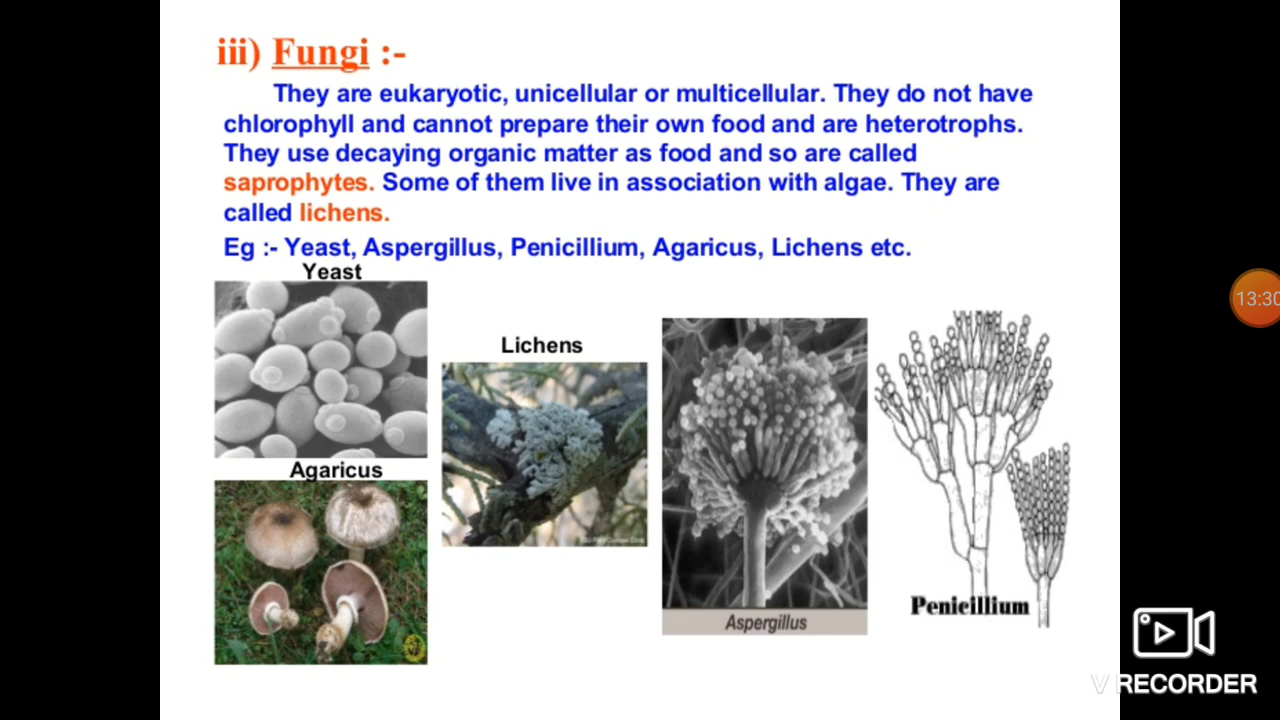 iii) Fungi :-
They are eukaryotic, unicellular or multicellular. They do not have
chlorophyll and cannot prepare their own food and are heterotrophs.
They use decaying organic matter as food and so are called
saprophytes. Some of them live in association with algae. They are
called lichens.
Eg :- Yeast, Aspergillus, Penicillium, Agaricus, Lichens etc.
Yeast
Lichens
Agaricus
Aspergillus
Penicillium
13:30
V RECORDER